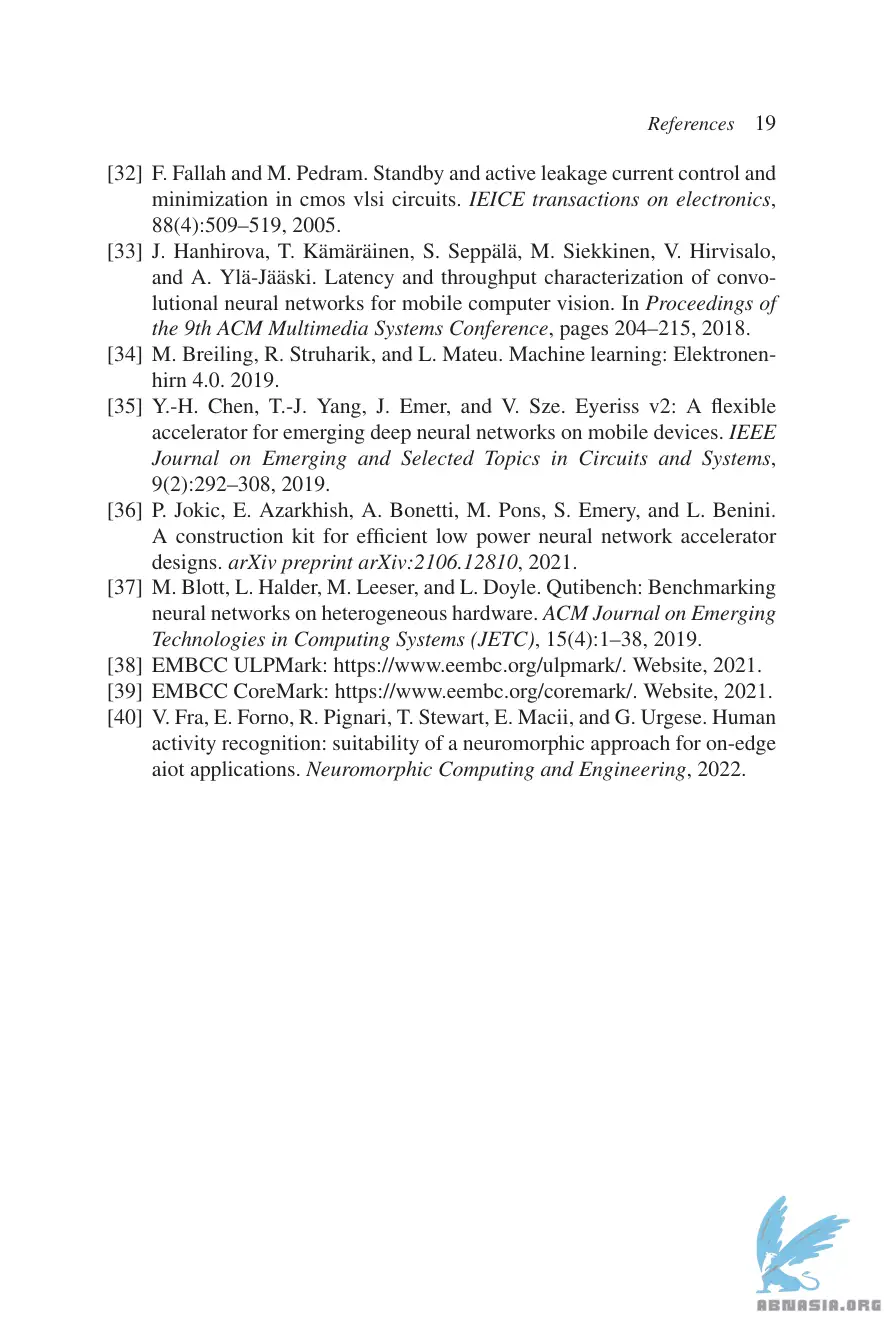 References 19
[32] F. Fallah and M. Pedram. Standby and active leakage current control and
minimization in cmos vlsi circuits. IEICE transactions on electronics,
88(4):509–519, 2005.
[33] J. Hanhirova, T. Kämäräinen, S. Seppälä, M. Siekkinen, V. Hirvisalo,
and A. Ylä-Jääski. Latency and throughput characterization of convo-
lutional neural networks for mobile computer vision. In Proceedings of
the 9th ACM Multimedia Systems Conference, pages 204–215, 2018.
[34] M. Breiling, R. Struharik, and L. Mateu. Machine learning: Elektronen-
hirn 4.0. 2019.
[35] Y.-H. Chen, T.-J. Yang, J. Emer, and V. Sze. Eyeriss v2: A flexible
accelerator for emerging deep neural networks on mobile devices. IEEE
Journal on Emerging and Selected Topics in Circuits and Systems,
9(2):292–308, 2019.
[36] P. Jokic, E. Azarkhish, A. Bonetti, M. Pons, S. Emery, and L. Benini.
A construction kit for efficient low power neural network accelerator
designs. arXiv preprint arXiv:2106.12810, 2021.
[37] M. Blott, L. Halder, M. Leeser, and L. Doyle. Qutibench: Benchmarking
neural networks on heterogeneous hardware. ACM Journal on Emerging
Technologies in Computing Systems (JETC), 15(4):1–38, 2019.
[38] EMBCC ULPMark: https://www.eembc.org/ulpmark/. Website, 2021.
[39] EMBCC CoreMark: https://www.eembc.org/coremark/. Website, 2021.
[40] V. Fra, E. Forno, R. Pignari, T. Stewart, E. Macii, and G. Urgese. Human
activity recognition: suitability of a neuromorphic approach for on-edge
aiot applications. Neuromorphic Computing and Engineering, 2022.
ABNASIA.ORG